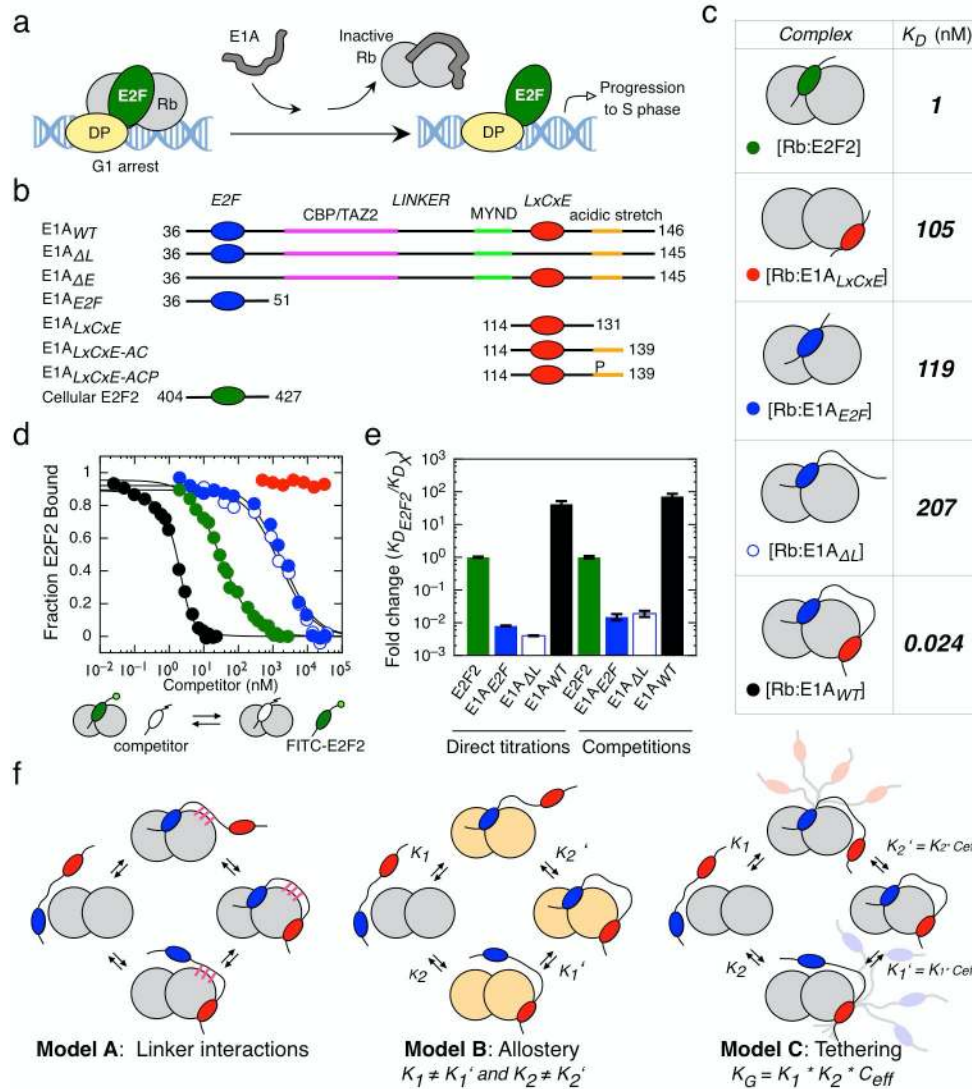 a
E1A
Inactive
Rb
E2F
Rb
DP
G1 arrest
E2F
DP
Progression
to S phase
b
E2F
LINKER
LxCxE
CBP/TAZ2
MYND
acidic stretch
E1AWT 36 146
E1AΔL 36 145
E1AΔE 36 145
E1AE2F 36 51
E1ALxCxE 114 131
E1ALxCxE-AC 114 139
E1ALxCxE-ACP 114 P 139
Cellular E2F2 404 427
c
Complex KD (nM)
[Rb:E2F2] 1
[Rb:E1ALxCxE] 105
[Rb:E1AE2F] 119
[Rb:E1AΔL] 207
[Rb:E1AWT] 0.024
d
Fraction E2F2 Bound
1
0.8
0.6
0.4
0.2
0
10⁻² 10⁻¹ 10⁰ 10¹ 10² 10³ 10⁴ 10⁵
Competitor (nM)
competitor
FITC-E2F2
e
Fold change (KDE2F2/KDX)
10³
10²
10¹
10⁰
10⁻¹
10⁻²
10⁻³
E2F2 E1AE2F E1AΔL E1AWT E2F2 E1AE2F E1AΔL E1AWT
Direct titrations Competitions
f
Model A: Linker interactions
K1
K2'
K2
K1'
Model B: Allostery
K1 ≠ K1' and K2 ≠ K2'
K1
K2' = K2* Ceff
K2
K1' = K1* Ceff
Model C: Tethering
KG = K1 * K2 * Ceff